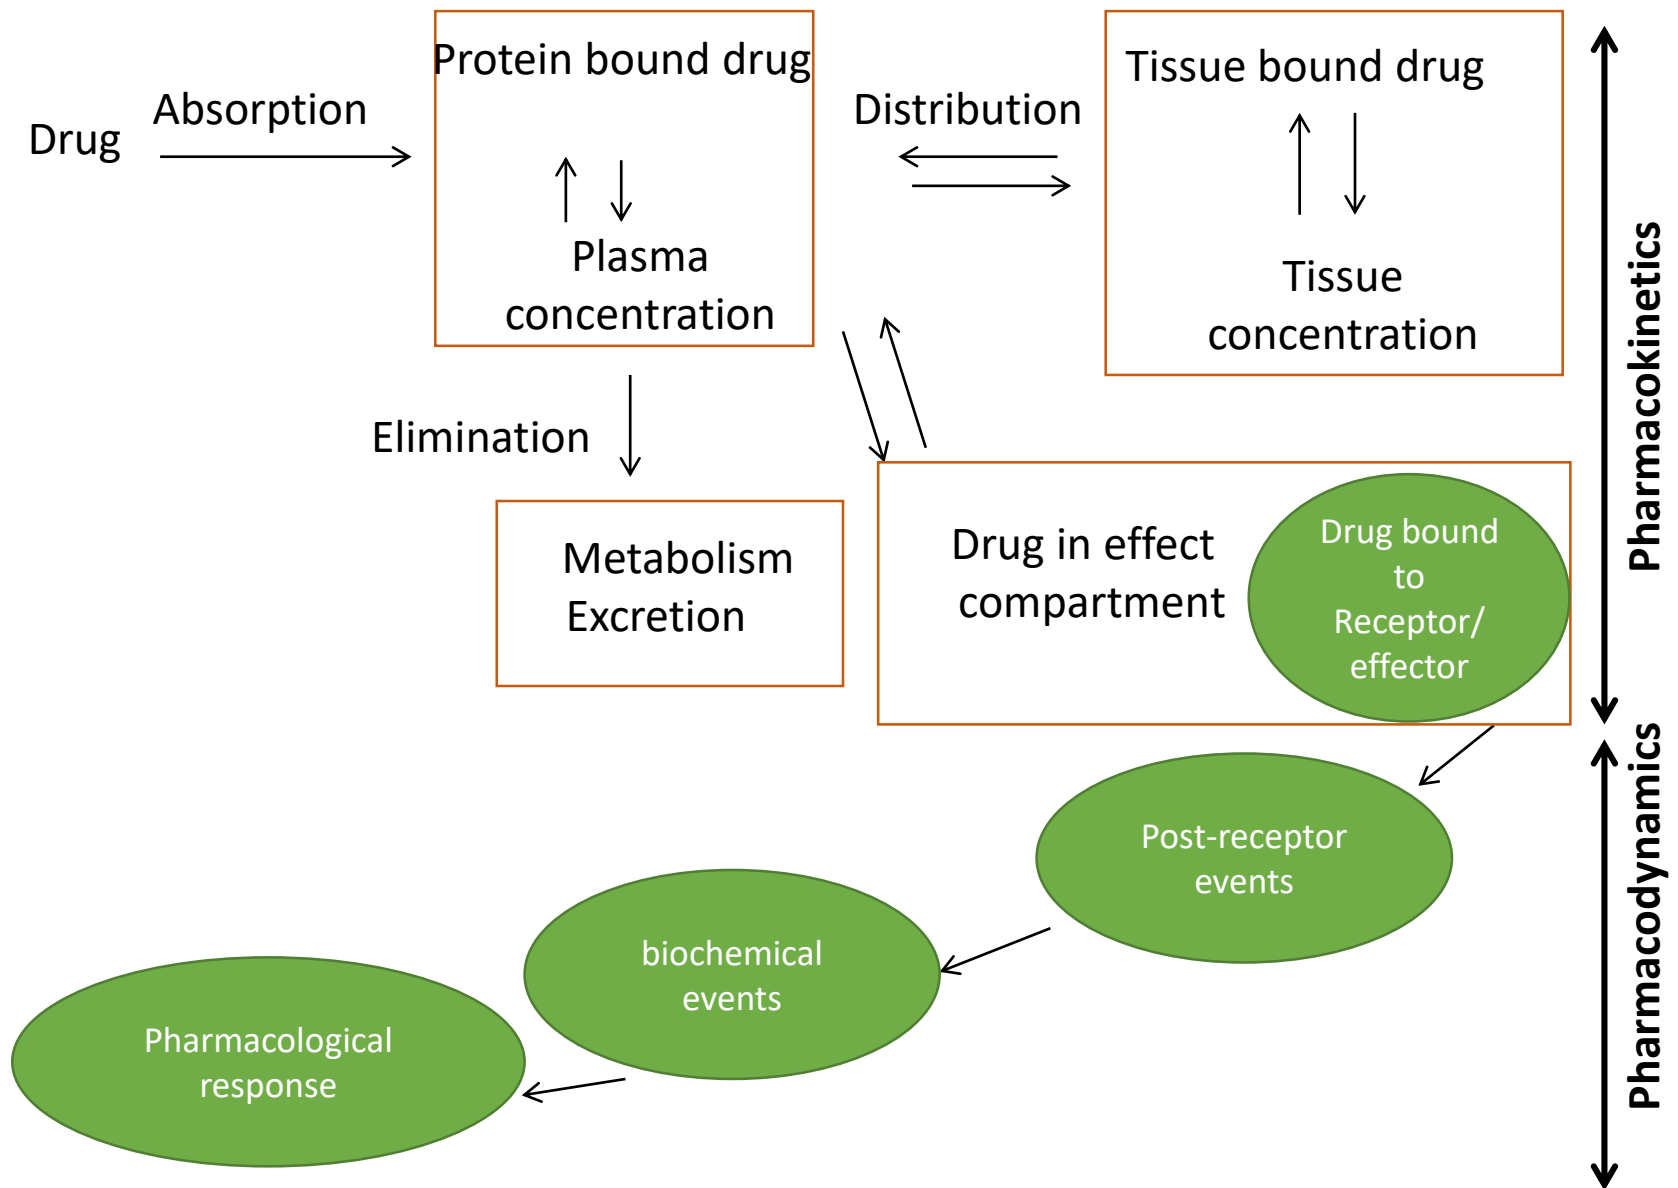 Drug
Absorption
Protein bound drug
Plasma
concentration
Distribution
Tissue bound drug
Tissue
concentration
Elimination
Metabolism
Excretion
Drug in effect
compartment
Drug bound
to
Receptor/
effector
Pharmacokinetics
Post-receptor
events
biochemical
events
Pharmacological
response
Pharmacodynamics